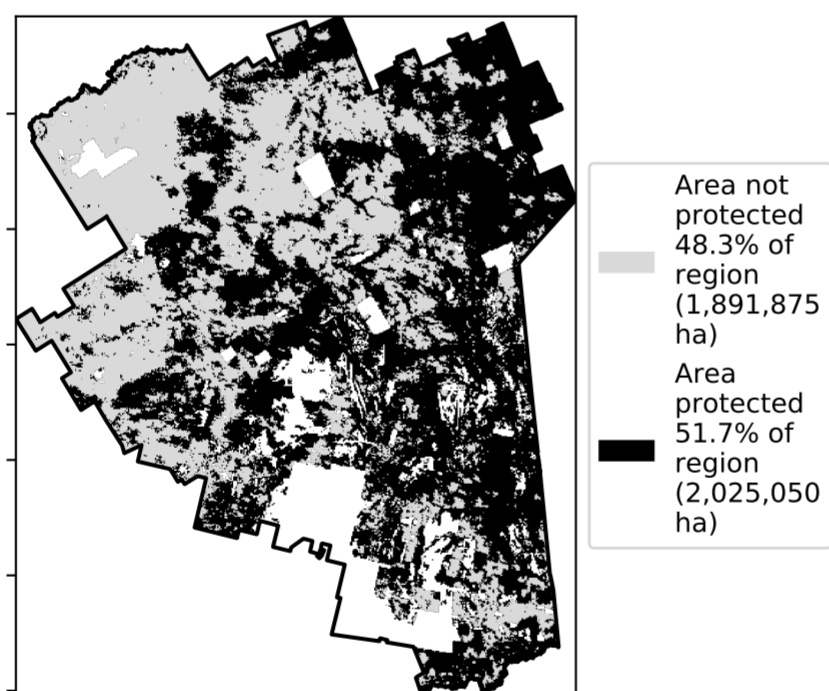 Area not
protected
48.3% of
region
(1,891,875
ha)
Area
protected
51.7% of
region
(2,025,050
ha)